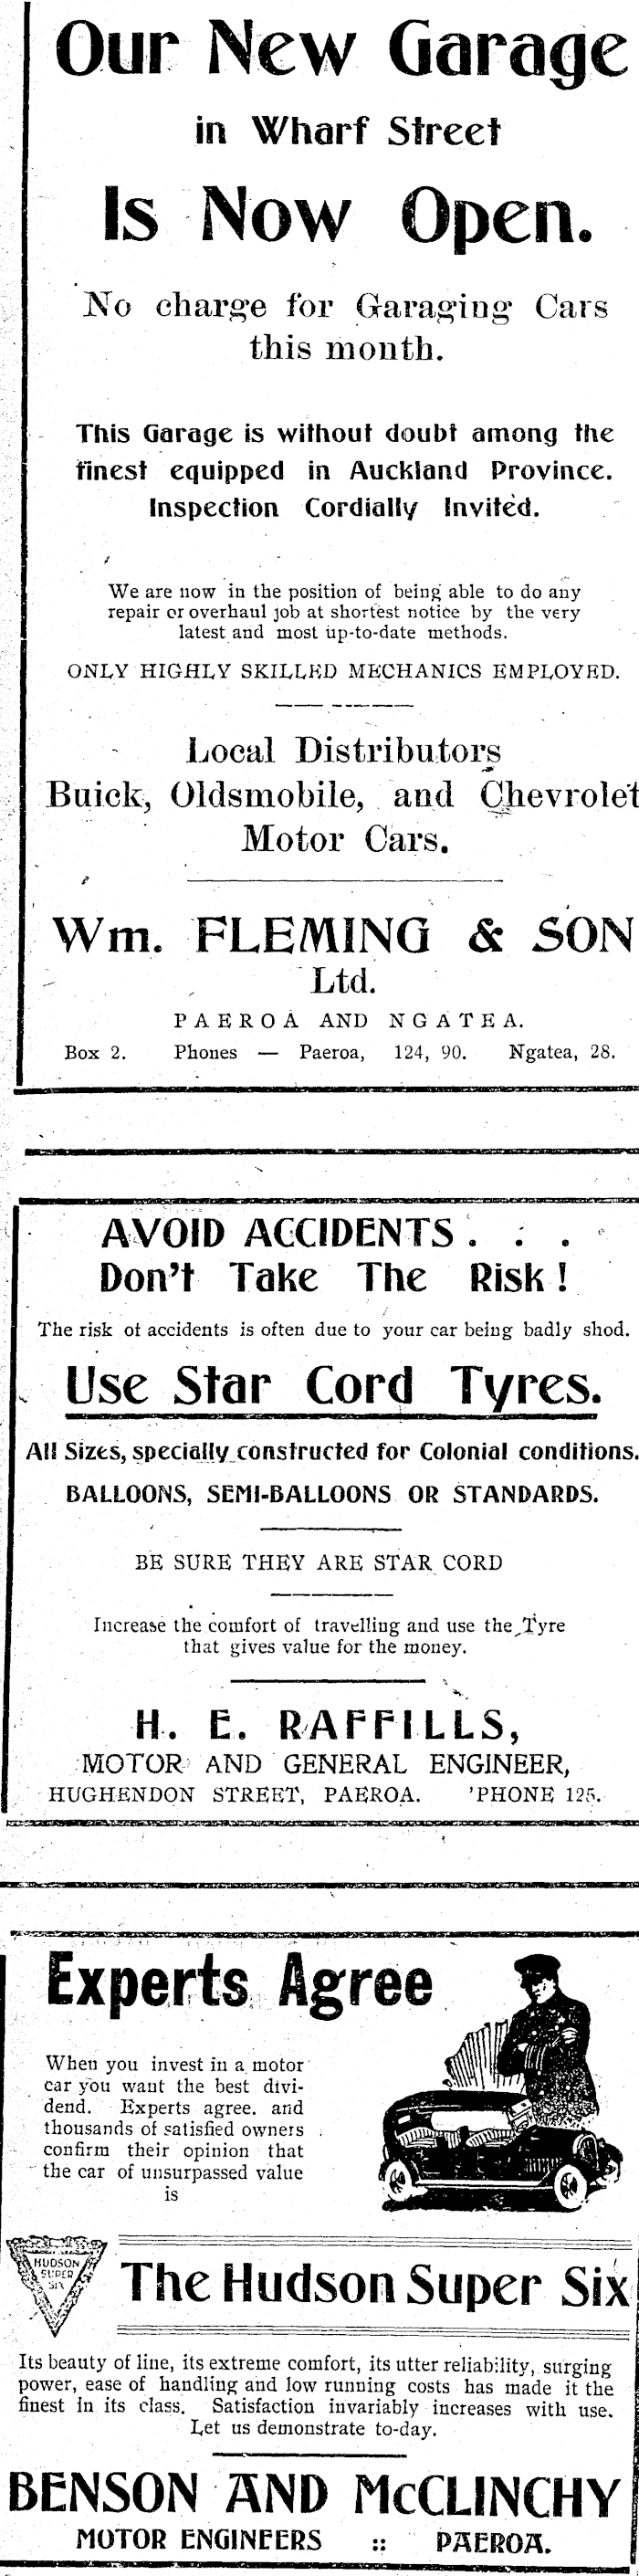 Our New Garage
in Wharf Street
Is Now Open.
No charge for Garaging Cars
this month.
This Garage is without doubt among the
finest equipped in Auckland Province.
Inspection Cordially Invited.
We are now in the position of being able to do any
repair or overhaul job at shortest notice by the very
latest and most up-to-date methods.
ONLY HIGHLY SKILLED MECHANICS EMPLOYED.
Local Distributors
Buick, Oldsmobile, and Chevrolet
Motor Cars.
Wm. FLEMING & SON
Ltd.
PAEROA AND NGATEA.
Box 2. Phones — Paeroa, 124, 90. Ngatea, 28.
AVOID ACCIDENTS . . .
Don't Take The Risk !
The risk of accidents is often due to your car being badly shod.
Use Star Cord Tyres.
All Sizes, specially constructed for Colonial conditions.
BALLOONS, SEMI-BALLOONS OR STANDARDS.
BE SURE THEY ARE STAR CORD
Increase the comfort of travelling and use the Tyre
that gives value for the money.
H. E. RAFFILLS,
MOTOR AND GENERAL ENGINEER,
HUGHENDON STREET, PAEROA. 'PHONE 125.
Experts Agree
When you invest in a motor
car you want the best divi-
dend. Experts agree. and
thousands of satisfied owners
confirm their opinion that
the car of unsurpassed value
is
HUDSON
SUPER
SIX
The Hudson Super Six
Its beauty of line, its extreme comfort, its utter reliability, surging
power, ease of handling and low running costs has made it the
finest in its class. Satisfaction invariably increases with use.
Let us demonstrate to-day.
BENSON AND McCLINCHY
MOTOR ENGINEERS :: PAEROA.